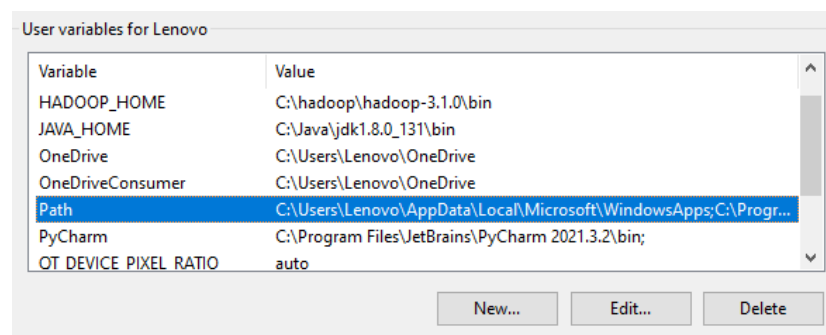 User variables for Lenovo
Variable Value
HADOOP_HOME C:\hadoop\hadoop-3.1.0\bin
JAVA_HOME C:\Java\jdk1.8.0_131\bin
OneDrive C:\Users\Lenovo\OneDrive
OneDriveConsumer C:\Users\Lenovo\OneDrive
Path C:\Users\Lenovo\AppData\Local\Microsoft\WindowsApps;C:\Progr...
PyCharm C:\Program Files\JetBrains\PyCharm 2021.3.2\bin;
QT_DEVICE_PIXEL_RATIO auto
New... Edit... Delete